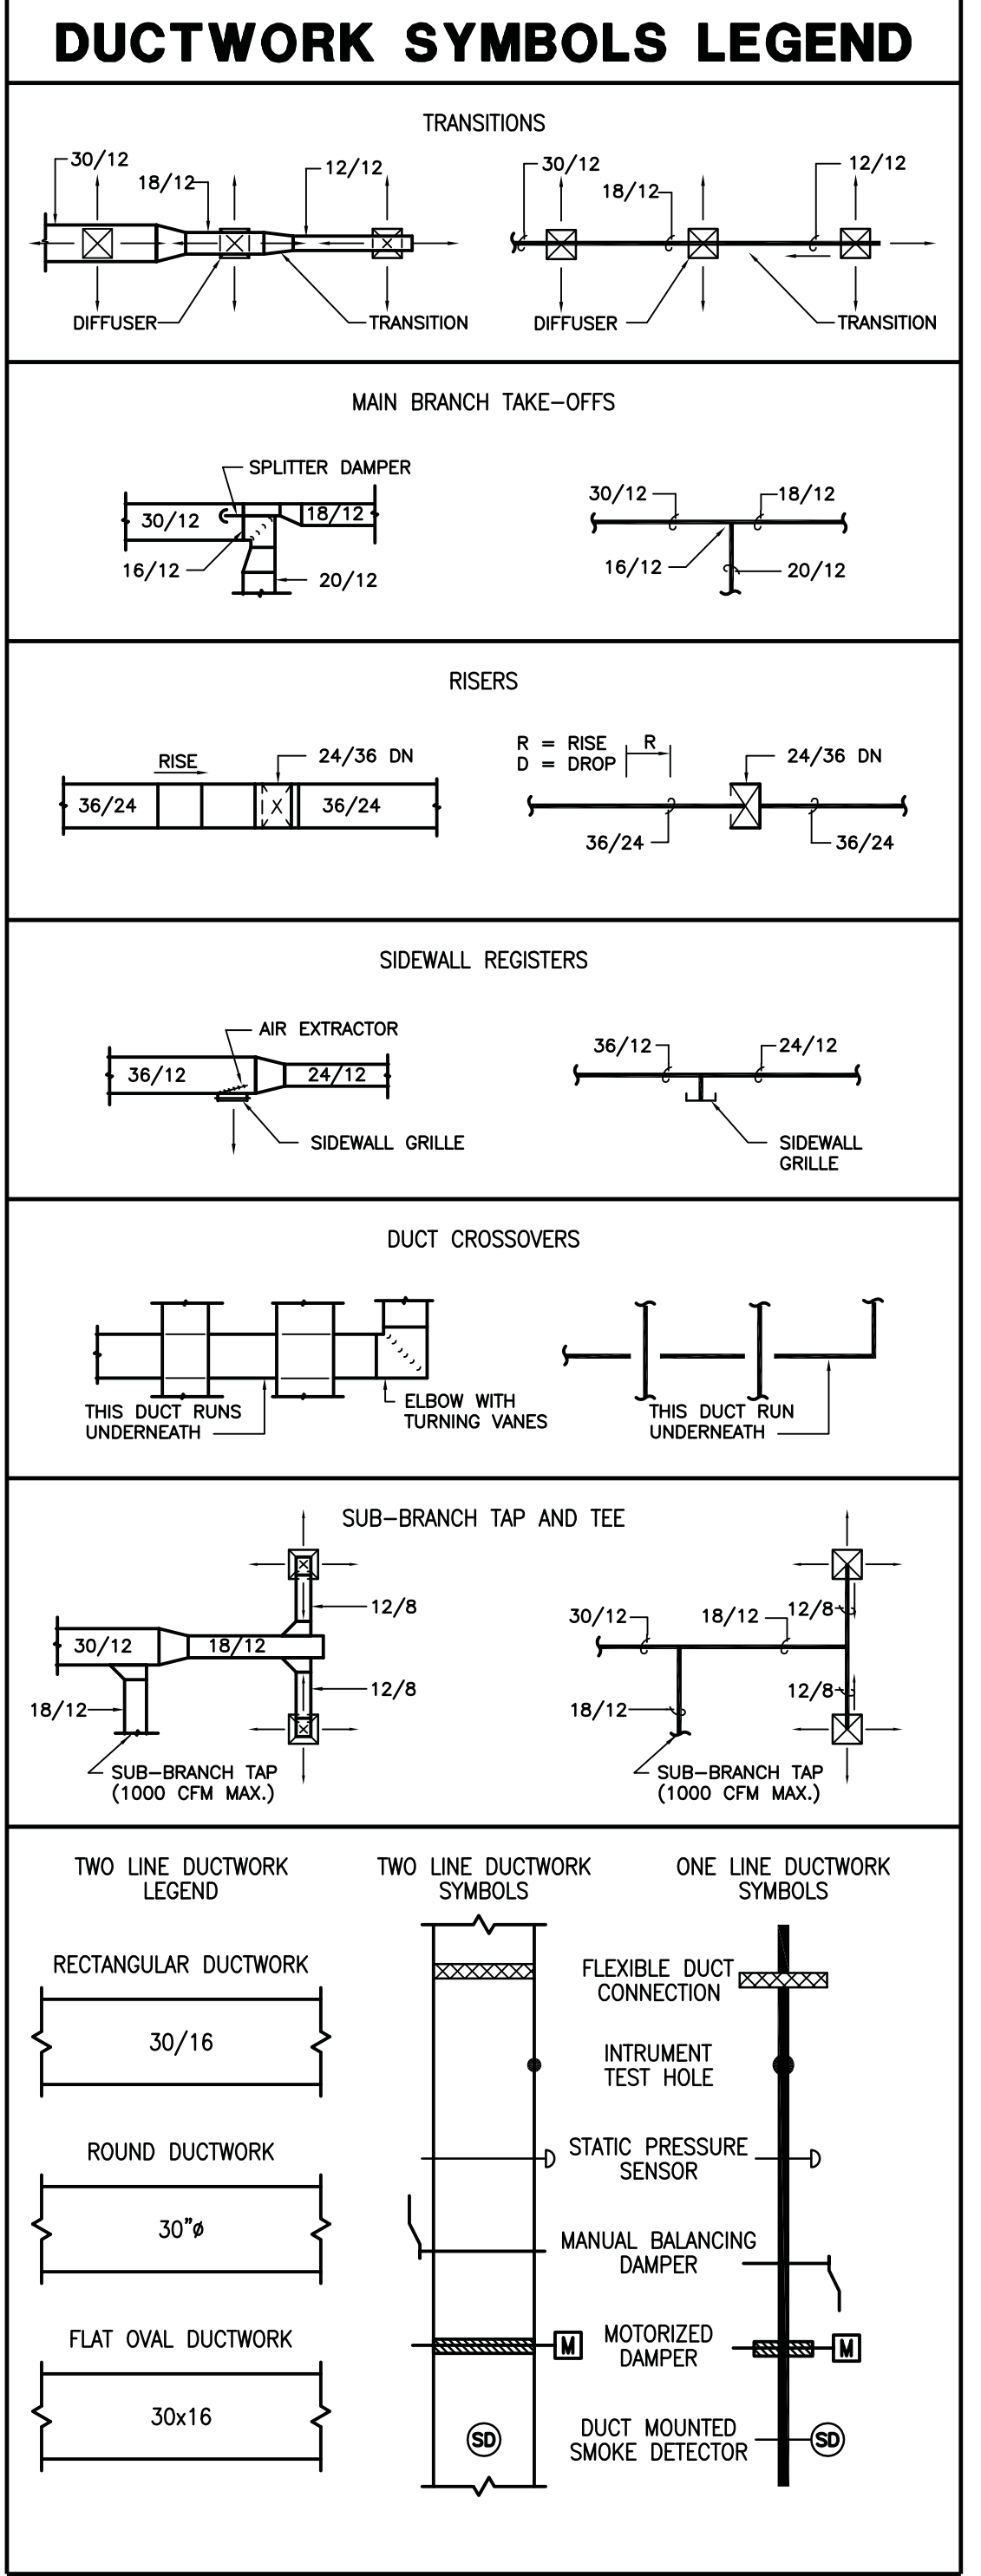 DUCTWORK SYMBOLS LEGEND
TRANSITIONS
30/12
18/12
12/12
DIFFUSER
TRANSITION
30/12
18/12
12/12
DIFFUSER
TRANSITION
MAIN BRANCH TAKE-OFFS
SPLITTER DAMPER
30/12
18/12
16/12
20/12
30/12
18/12
16/12
20/12
RISERS
RISE
24/36 DN
36/24
36/24
R = RISE
D = DROP
R
24/36 DN
36/24
36/24
SIDEWALL REGISTERS
AIR EXTRACTOR
36/12
24/12
SIDEWALL GRILLE
36/12
24/12
SIDEWALL
GRILLE
DUCT CROSSOVERS
THIS DUCT RUNS
UNDERNEATH
ELBOW WITH
TURNING VANES
THIS DUCT RUN
UNDERNEATH
SUB-BRANCH TAP AND TEE
12/8
30/12
18/12
12/8
18/12
SUB-BRANCH TAP
(1000 CFM MAX.)
30/12
18/12
12/8
12/8
18/12
SUB-BRANCH TAP
(1000 CFM MAX.)
TWO LINE DUCTWORK
LEGEND
RECTANGULAR DUCTWORK
30/16
ROUND DUCTWORK
30"ø
FLAT OVAL DUCTWORK
30x16
TWO LINE DUCTWORK
SYMBOLS
ONE LINE DUCTWORK
SYMBOLS
FLEXIBLE DUCT
CONNECTION
INTRUMENT
TEST HOLE
STATIC PRESSURE
SENSOR
MANUAL BALANCING
DAMPER
M
MOTORIZED
DAMPER
M
SD
DUCT MOUNTED
SMOKE DETECTOR
SD